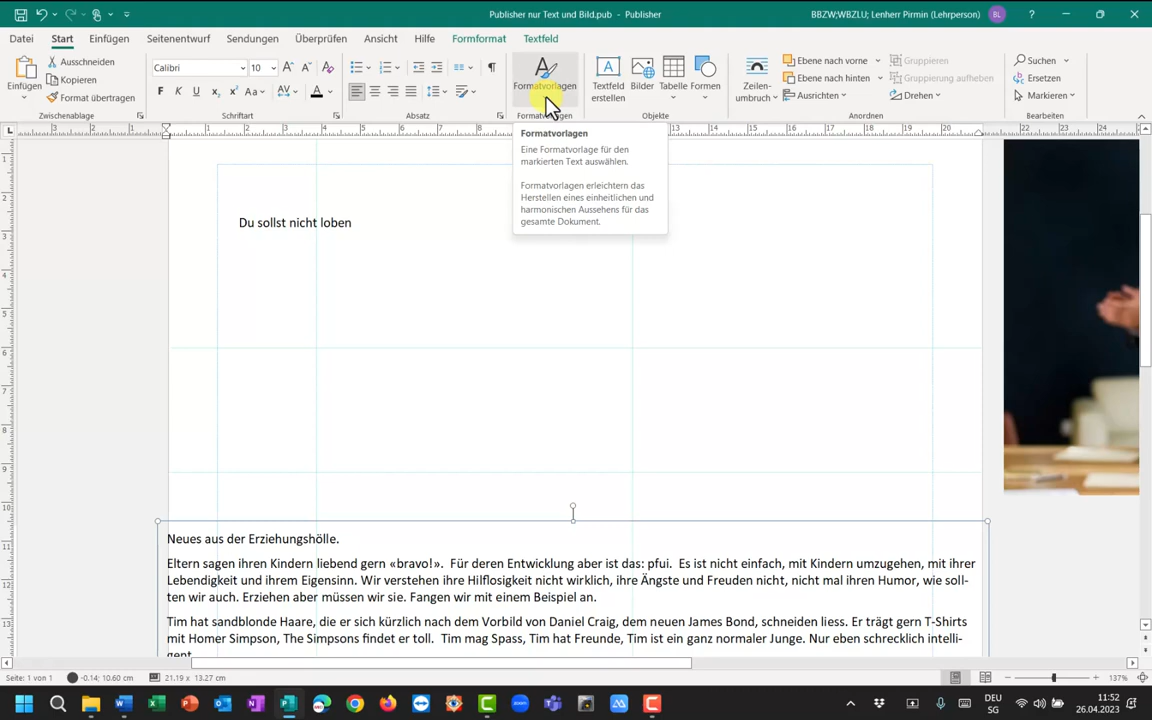 Publisher nur Text und Bild.pub - Publisher
BBZW;WBZLU; Lenherr Pirmin (Lehrperson)
BL
?
Datei Start Einfügen Seitenentwurf Sendungen Überprüfen Ansicht Hilfe Formformat Textfeld
Einfügen
Ausschneiden
Kopieren
Format übertragen
Zwischenablage
Calibri
10
Schriftart
Absatz
Formatvorlagen
Formatvorlagen
Textfeld
erstellen
Bilder
Tabelle
Formen
Objekte
Zeilen-
umbruch
Ebene nach vorne
Ebene nach hinten
Ausrichten
Gruppieren
Gruppierung aufheben
Drehen
Anordnen
Suchen
Ersetzen
Markieren
Bearbeiten
Formatvorlagen
Eine Formatvorlage für den
markierten Text auswählen.
Formatvorlagen erleichtern das
Herstellen eines einheitlichen und
harmonischen Aussehens für das
gesamte Dokument.
Du sollst nicht loben
Neues aus der Erziehungshölle.
Eltern sagen ihren Kindern liebend gern «bravo!».  Für deren Entwicklung aber ist das: pfui.  Es ist nicht einfach, mit Kindern umzugehen, mit ihrer
Lebendigkeit und ihrem Eigensinn. Wir verstehen ihre Hilflosigkeit nicht wirklich, ihre Ängste und Freuden nicht, nicht mal ihren Humor, wie soll-
ten wir auch. Erziehen aber müssen wir sie. Fangen wir mit einem Beispiel an.
Tim hat sandblonde Haare, die er sich kürzlich nach dem Vorbild von Daniel Craig, dem neuen James Bond, schneiden liess. Er trägt gern T-Shirts
mit Homer Simpson, The Simpsons findet er toll.  Tim mag Spass, Tim hat Freunde, Tim ist ein ganz normaler Junge. Nur eben schrecklich intelli-
gent.
Seite: 1 von 1
-0.14; 10.60 cm
21.19 x 13.27 cm
137%
DEU
SG
11:52
26.04.2023